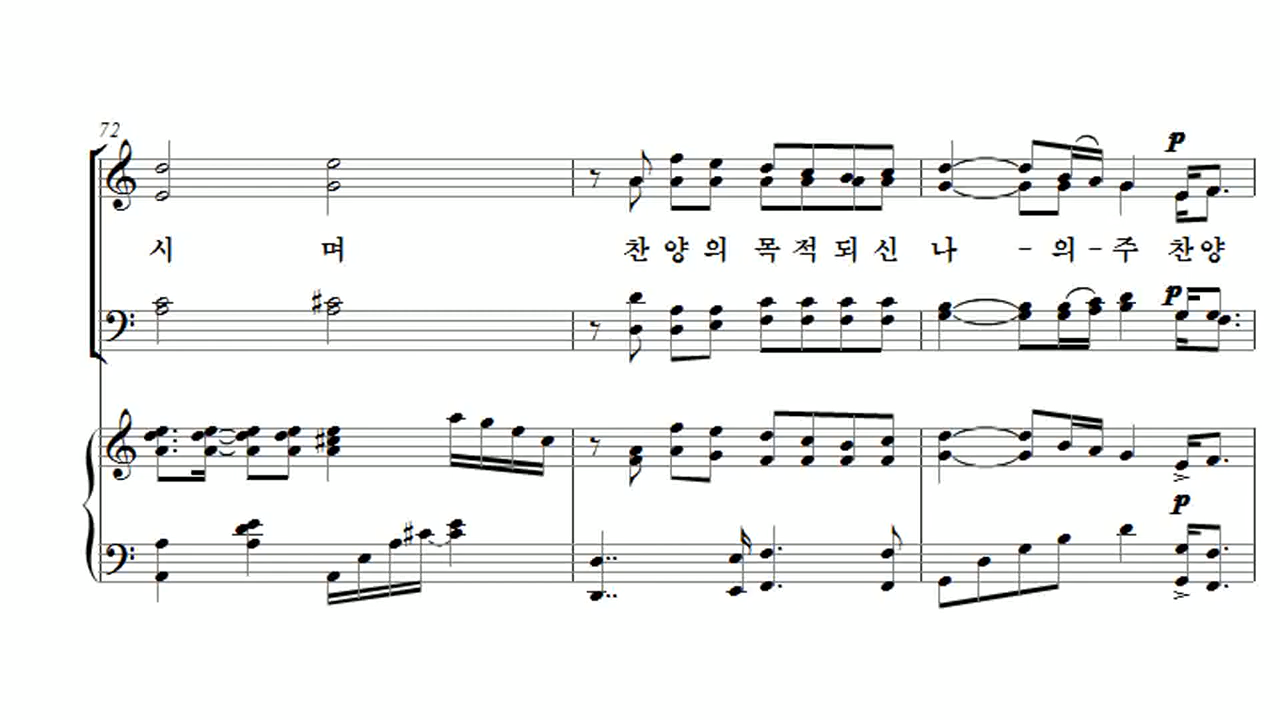 72
p
시 며 찬 양 의 목 적 되 신 나 - 의 - 주 찬 양
p
p